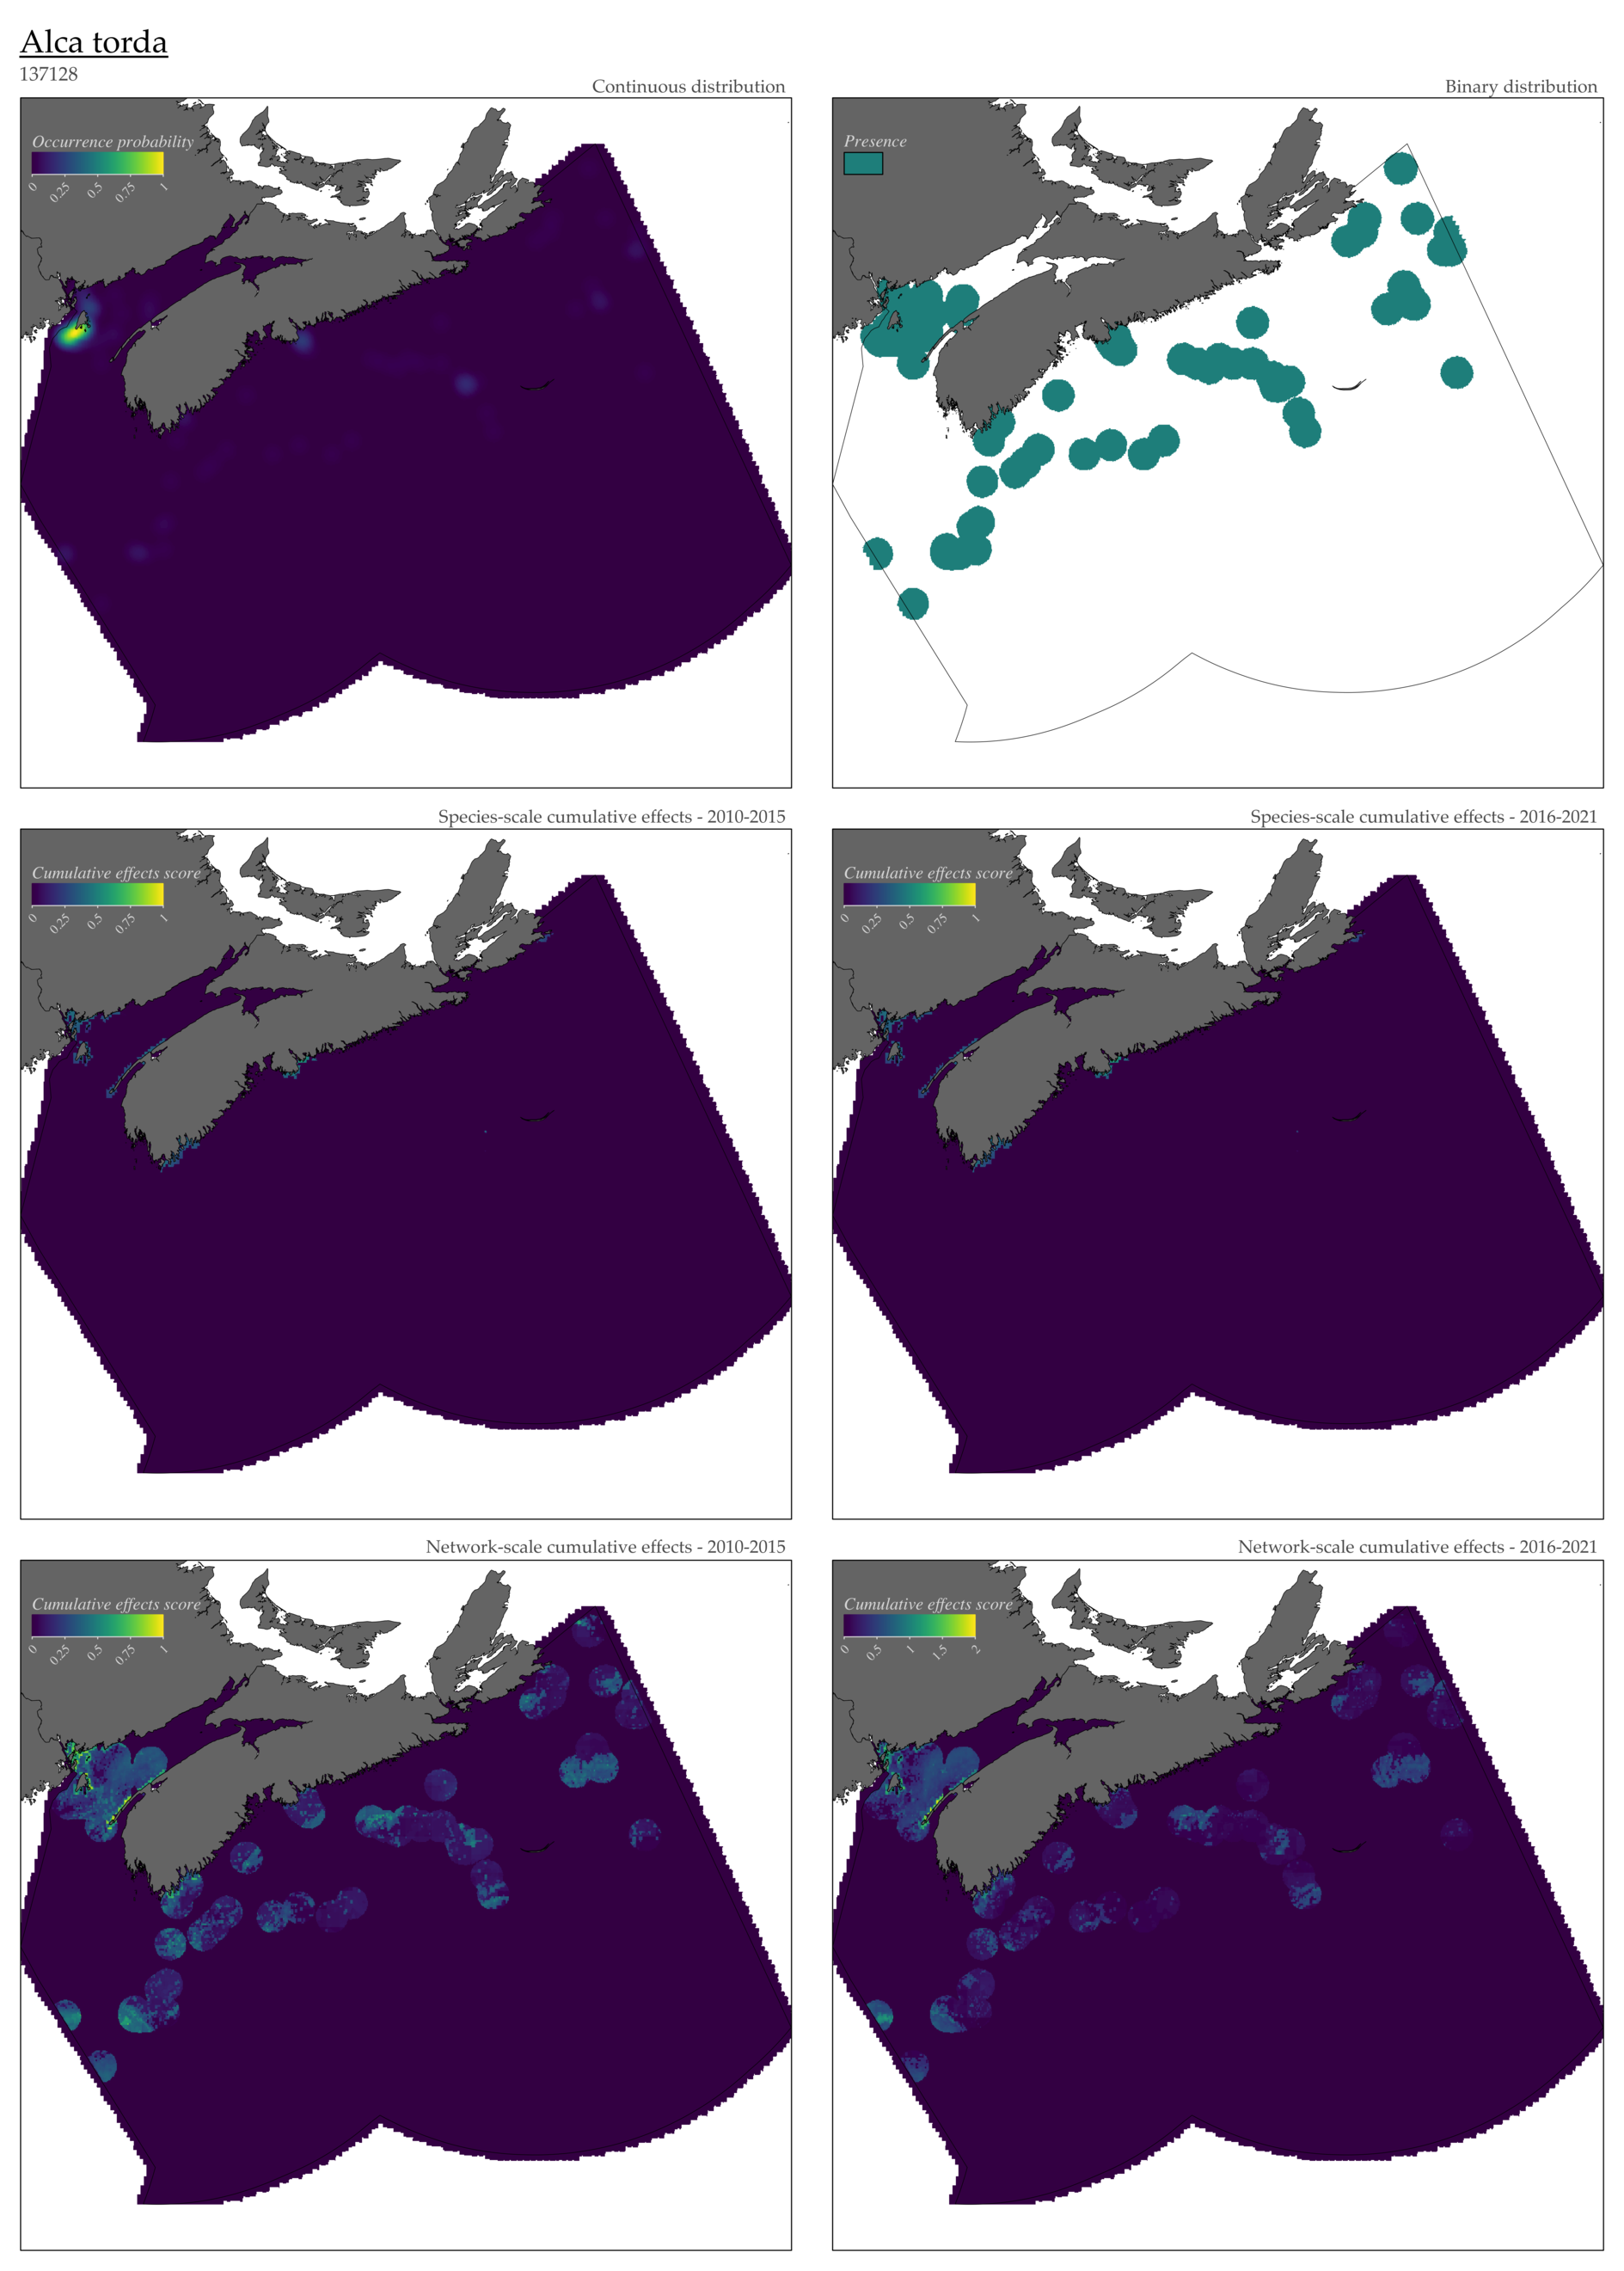 Alca torda
137128
Continuous distribution
Occurrence probability
0 0.25 0.5 0.75 1
Binary distribution
Presence
Species-scale cumulative effects - 2010-2015
Cumulative effects score
0 0.25 0.5 0.75 1
Species-scale cumulative effects - 2016-2021
Cumulative effects score
0 0.25 0.5 0.75 1
Network-scale cumulative effects - 2010-2015
Cumulative effects score
0 0.25 0.5 0.75 1
Network-scale cumulative effects - 2016-2021
Cumulative effects score
0 0.5 1 1.5 2